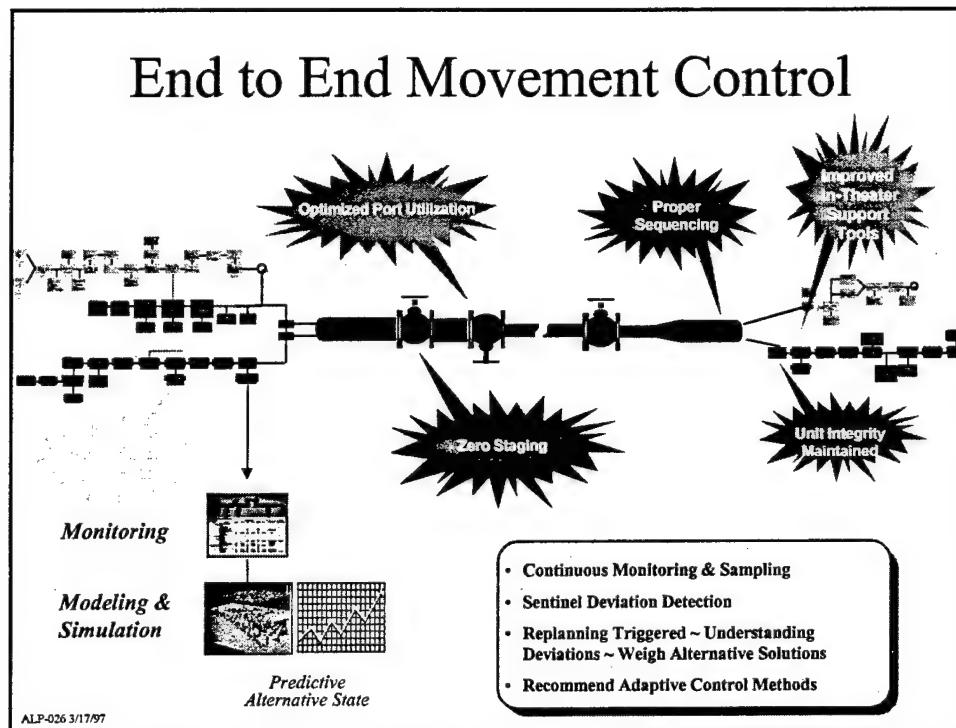 End to End Movement Control
Optimized Port Utilization
Proper
Sequencing
Improved
In-Theater
Support
Tools
Zero Staging
Unit Integrity
Maintained
Monitoring
Modeling &
Simulation
Predictive
Alternative State
• Continuous Monitoring & Sampling
• Sentinel Deviation Detection
• Replanning Triggered ~ Understanding
Deviations ~ Weigh Alternative Solutions
• Recommend Adaptive Control Methods
ALP-026 3/17/97